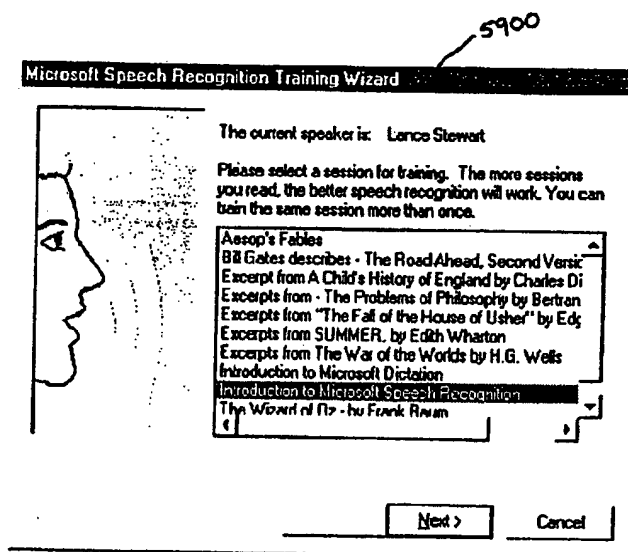 5900
Microsoft Speech Recognition Training Wizard
The current speaker is: Lance Stewart
Please select a session for training. The more sessions
you read, the better speech recognition will work. You can
train the same session more than once.
Aesop's Fables
Bill Gates describes - The Road Ahead, Second Versic
Excerpt from A Child's History of England by Charles Di
Excerpts from - The Problems of Philosophy by Bertran
Excerpts from "The Fall of the House of Usher" by Edg
Excerpts from SUMMER, by Edith Wharton
Excerpts from The War of the Worlds by H.G. Wells
Introduction to Microsoft Dictation
Introduction to Microsoft Speech Recognition
The Wizard of Oz - by Frank Baum
Next >
Cancel